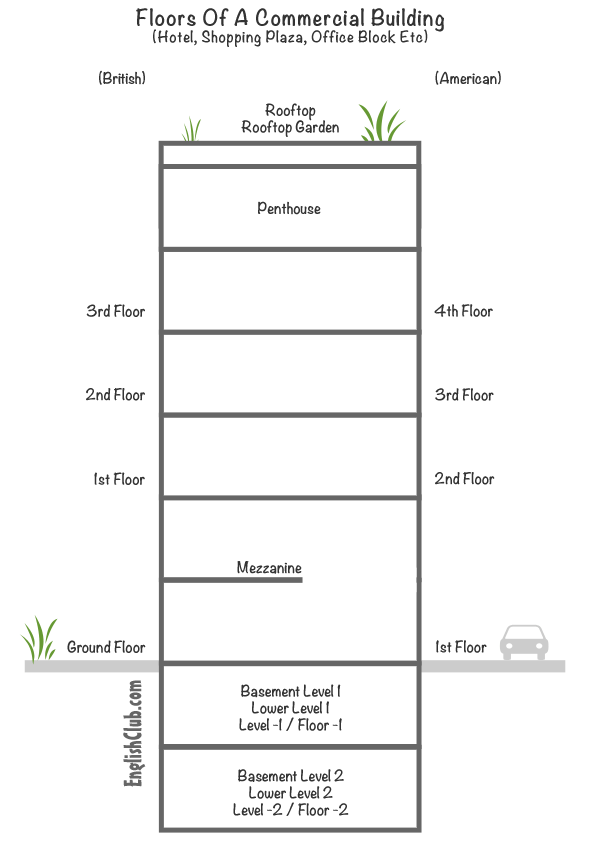 Floors Of A Commercial Building
(Hotel, Shopping Plaza, Office Block Etc)
(British)
(American)
Rooftop
Rooftop Garden
Penthouse
3rd Floor
4th Floor
2nd Floor
3rd Floor
1st Floor
2nd Floor
Mezzanine
Ground Floor
1st Floor
Basement Level 1
Lower Level 1
Level -1 / Floor -1
EnglishClub.com
Basement Level 2
Lower Level 2
Level -2 / Floor -2